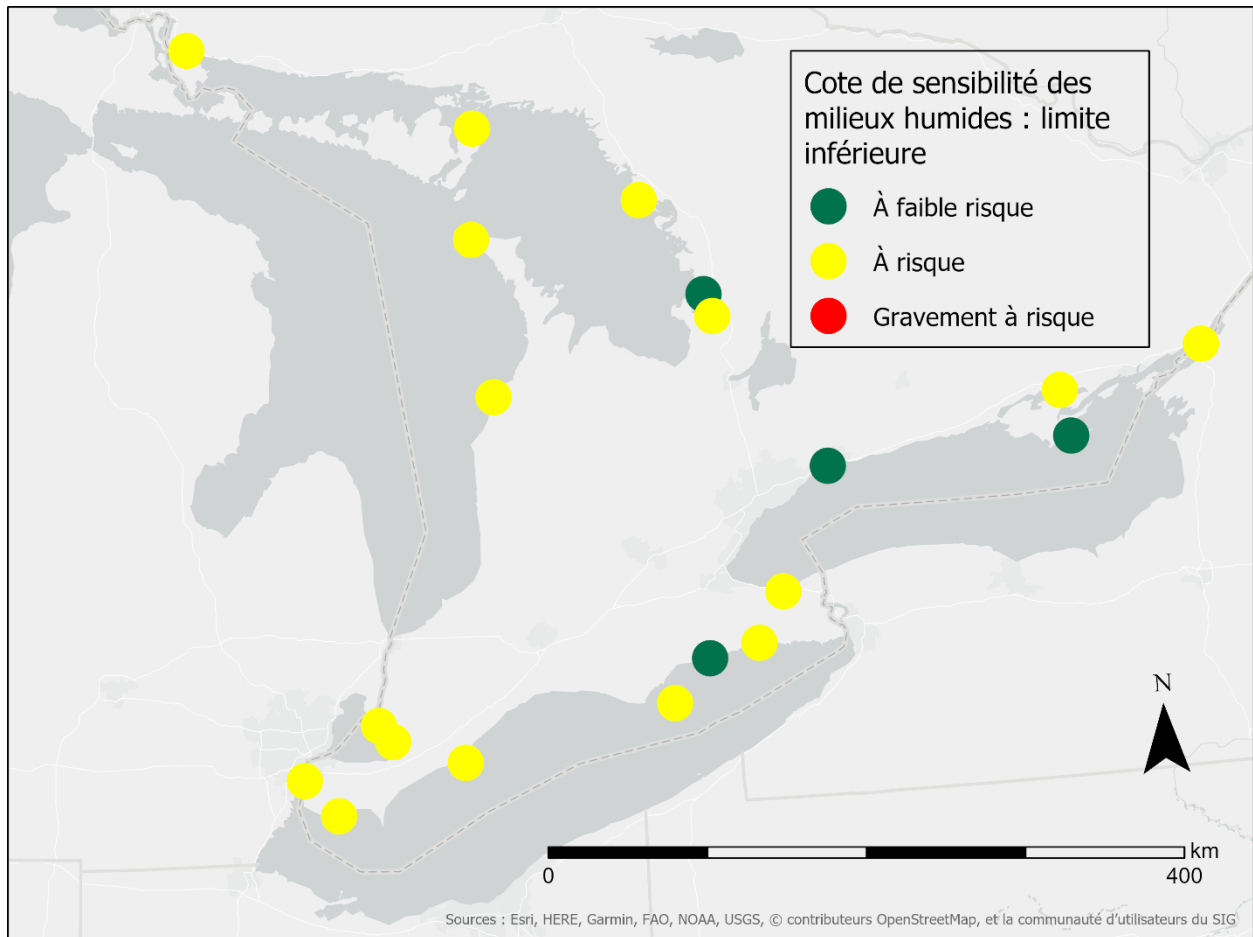 Cote de sensibilité des
milieux humides : limite
inférieure
À faible risque
À risque
Gravement à risque
N
km
0
400
Sources : Esri, HERE, Garmin, FAO, NOAA, USGS, © contributeurs OpenStreetMap, et la communauté d'utilisateurs du SIG